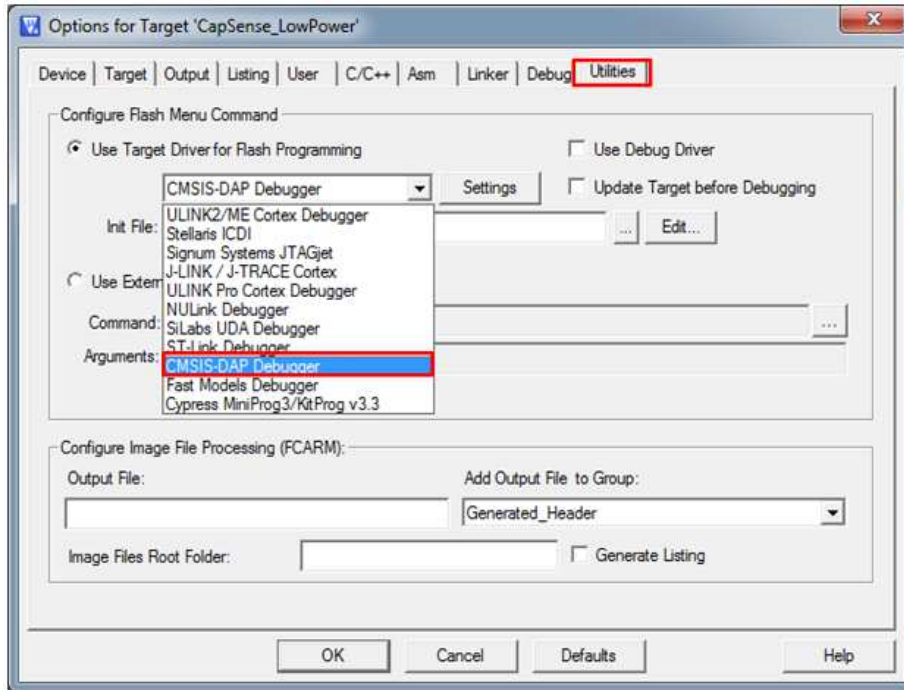 Options for Target 'CapSense_LowPower'
Device Target Output Listing User C/C++ Asm Linker Debug Utilities
Configure Flash Menu Command
Use Target Driver for Flash Programming
Use Debug Driver
CMSIS-DAP Debugger
Settings
Update Target before Debugging
Init File:
...
Edit...
ULINK2/ME Cortex Debugger
Stellaris ICDI
Signum Systems JTAGjet
J-LINK / J-TRACE Cortex
ULINK Pro Cortex Debugger
NULink Debugger
SiLabs UDA Debugger
ST-Link Debugger
CMSIS-DAP Debugger
Fast Models Debugger
Cypress MiniProg3/KitProg v3.3
Use Extern
Command:
...
Arguments:
Configure Image File Processing (FCARM):
Output File:
Add Output File to Group:
Generated_Header
Image Files Root Folder:
Generate Listing
OK
Cancel
Defaults
Help